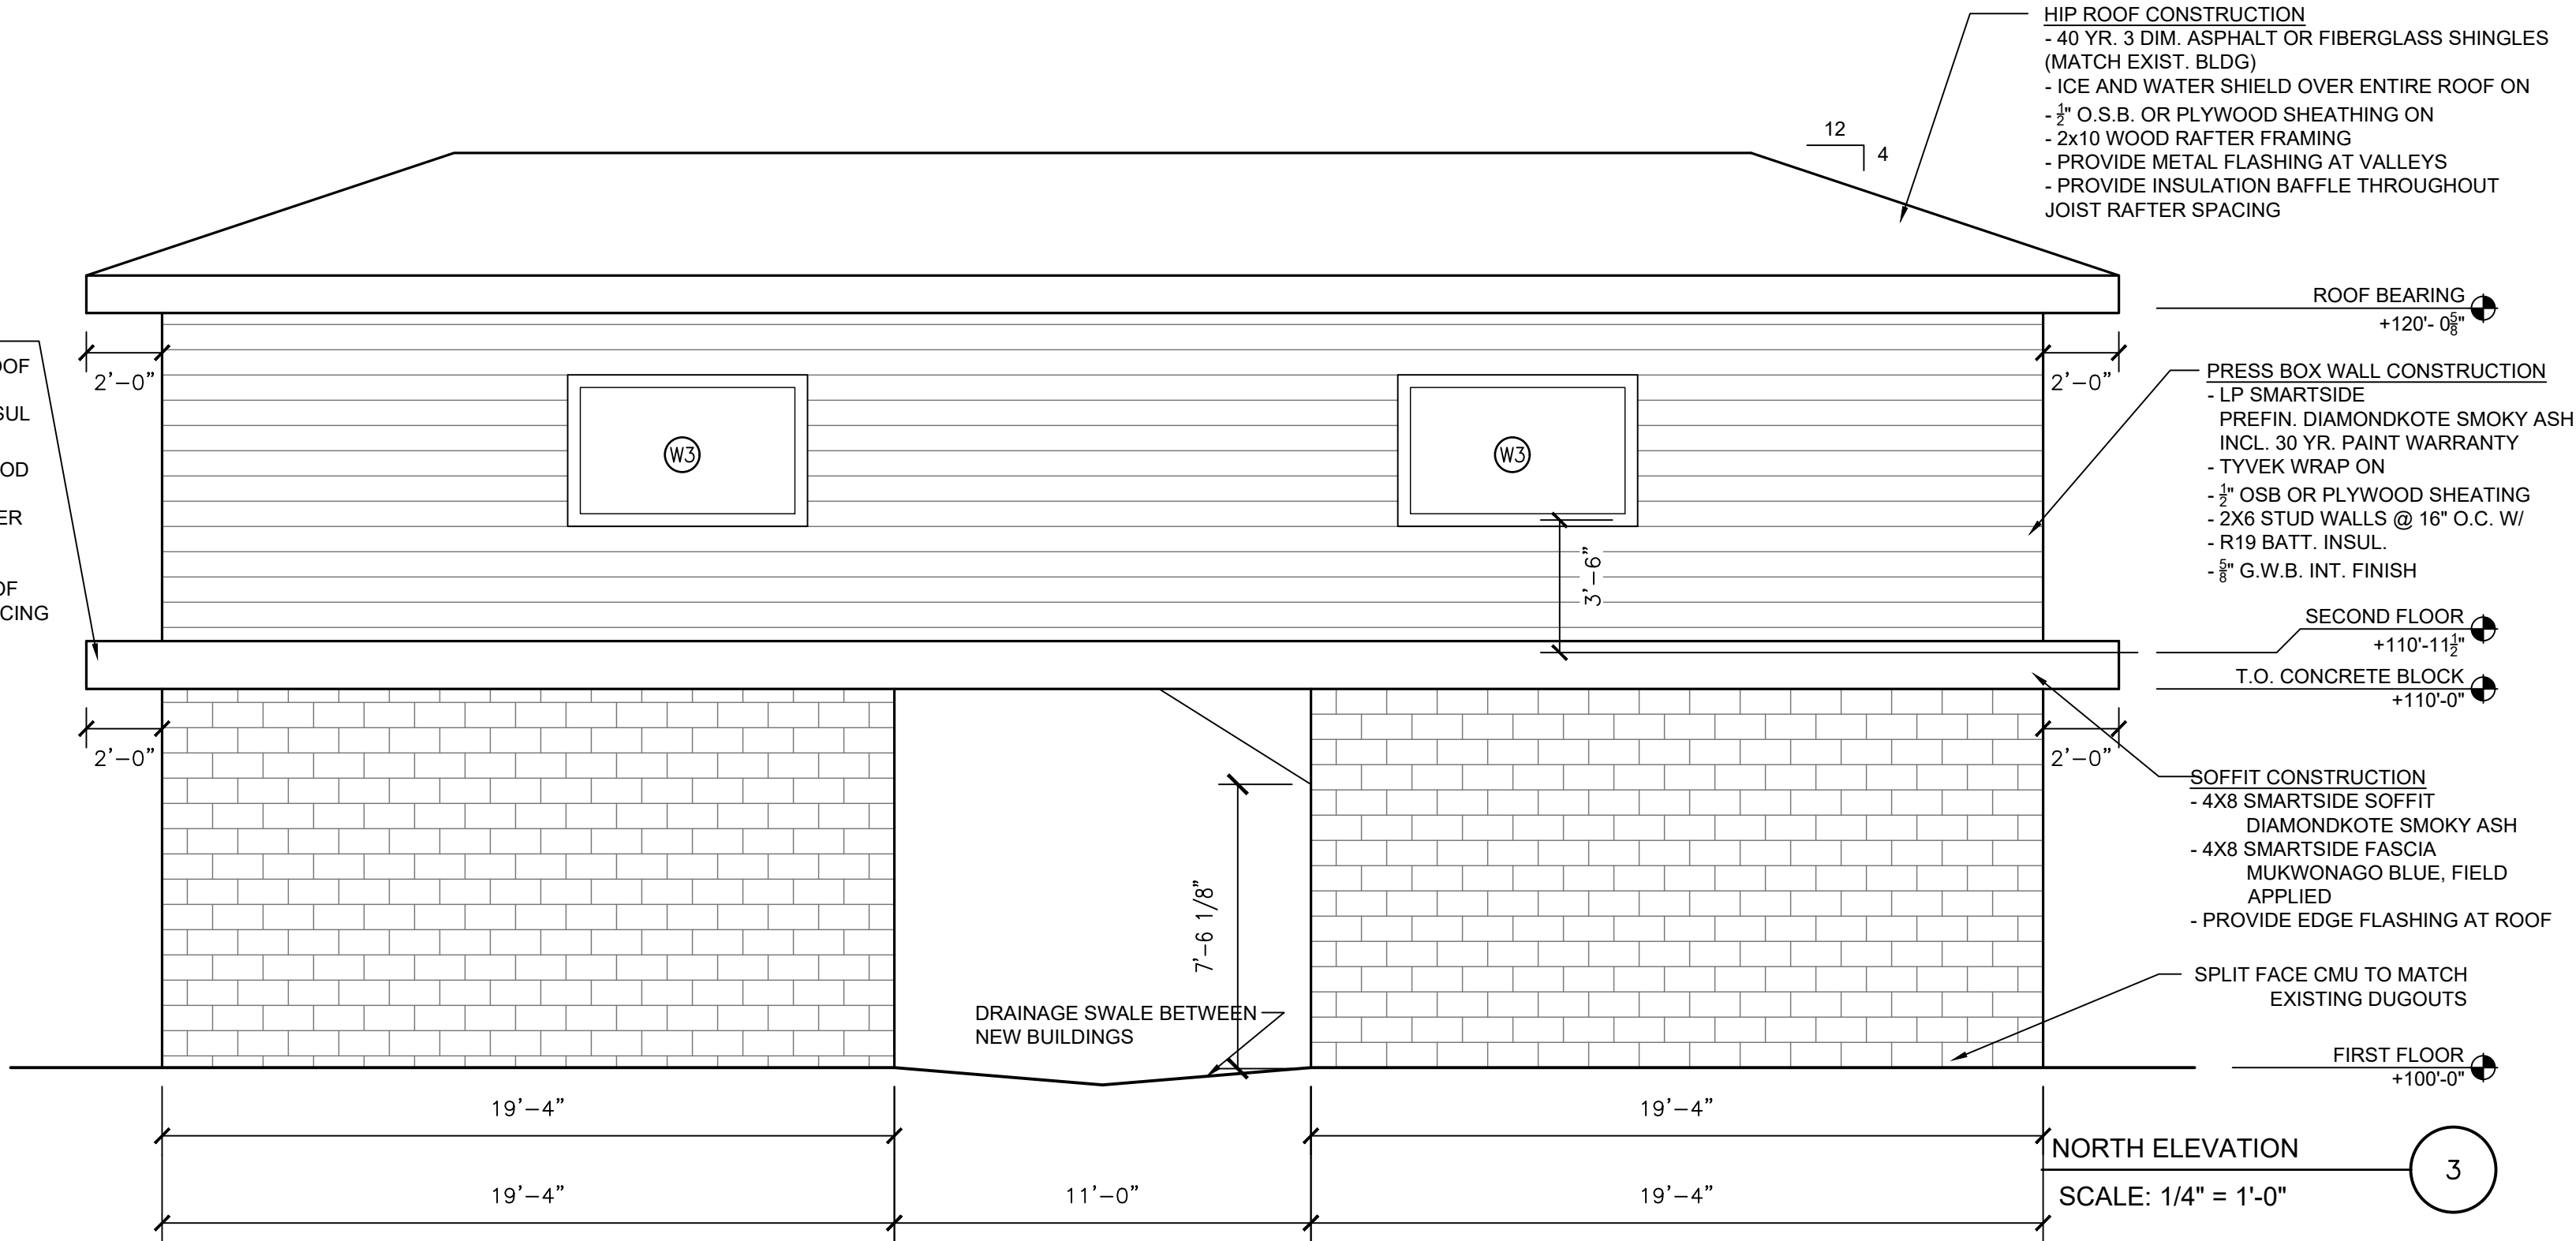 HIP ROOF CONSTRUCTION
- 40 YR. 3 DIM. ASPHALT OR FIBERGLASS SHINGLES
(MATCH EXIST. BLDG)
- ICE AND WATER SHIELD OVER ENTIRE ROOF ON
- 1/2" O.S.B. OR PLYWOOD SHEATHING ON
- 2x10 WOOD RAFTER FRAMING
- PROVIDE METAL FLASHING AT VALLEYS
- PROVIDE INSULATION BAFFLE THROUGHOUT
JOIST RAFTER SPACING
12
4
ROOF BEARING
+120'- 0 5/8"
OOF
SUL
OD
ER
OF
CING
2'-0"
2'-0"
W3
W3
3'-6"
PRESS BOX WALL CONSTRUCTION
- LP SMARTSIDE
PREFIN. DIAMONDKOTE SMOKY ASH
INCL. 30 YR. PAINT WARRANTY
- TYVEK WRAP ON
- 1/2" OSB OR PLYWOOD SHEATING
- 2X6 STUD WALLS @ 16" O.C. W/
- R19 BATT. INSUL.
- 5/8" G.W.B. INT. FINISH
SECOND FLOOR
+110'-11 1/2"
T.O. CONCRETE BLOCK
+110'-0"
2'-0"
2'-0"
SOFFIT CONSTRUCTION
- 4X8 SMARTSIDE SOFFIT
DIAMONDKOTE SMOKY ASH
- 4X8 SMARTSIDE FASCIA
MUKWONAGO BLUE, FIELD
APPLIED
- PROVIDE EDGE FLASHING AT ROOF
7'-6 1/8"
DRAINAGE SWALE BETWEEN
NEW BUILDINGS
SPLIT FACE CMU TO MATCH
EXISTING DUGOUTS
FIRST FLOOR
+100'-0"
19'-4"
19'-4"
19'-4"
11'-0"
19'-4"
NORTH ELEVATION
SCALE: 1/4" = 1'-0"
3